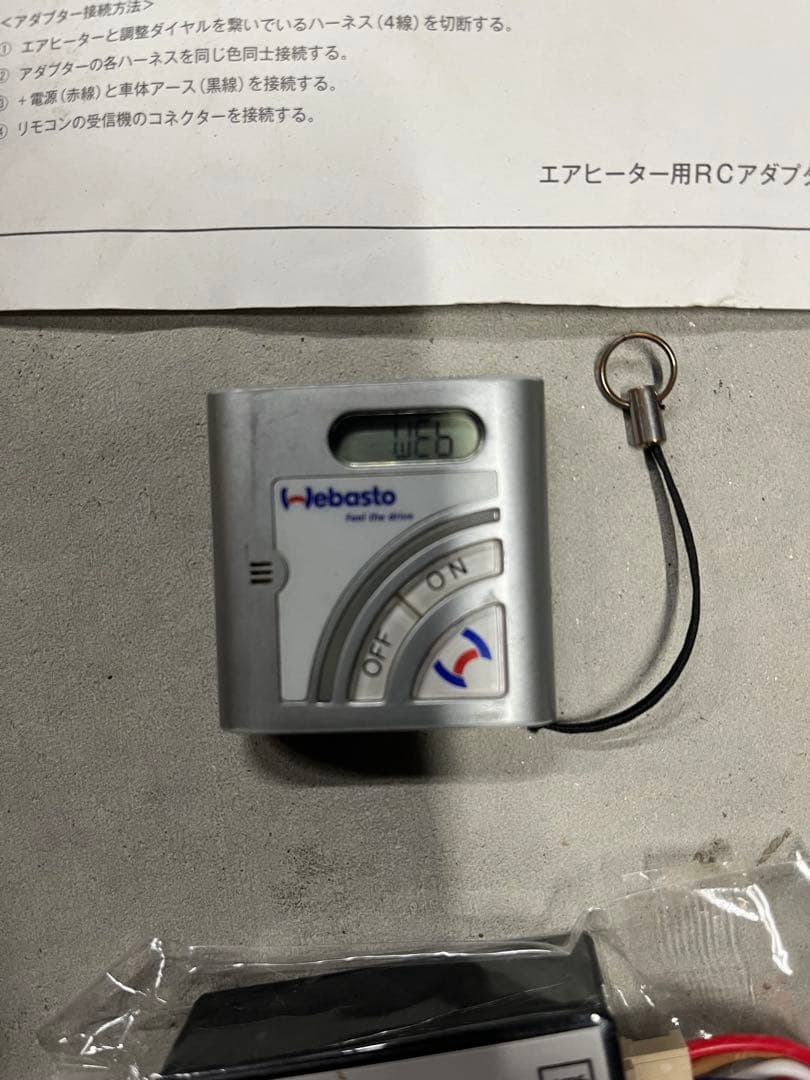 <アダプター接続方法>
① エアヒーターと調整ダイヤルを繋いでいるハーネス(4線)を切断する。
② アダプターの各ハーネスを同じ色同士接続する。
③ +電源(赤線)と車体アース(黒線)を接続する。
④ リモコンの受信機のコネクターを接続する。
エアヒーター用RCアダプタ
WEb
Webasto
Feel the drive
ON
OFF